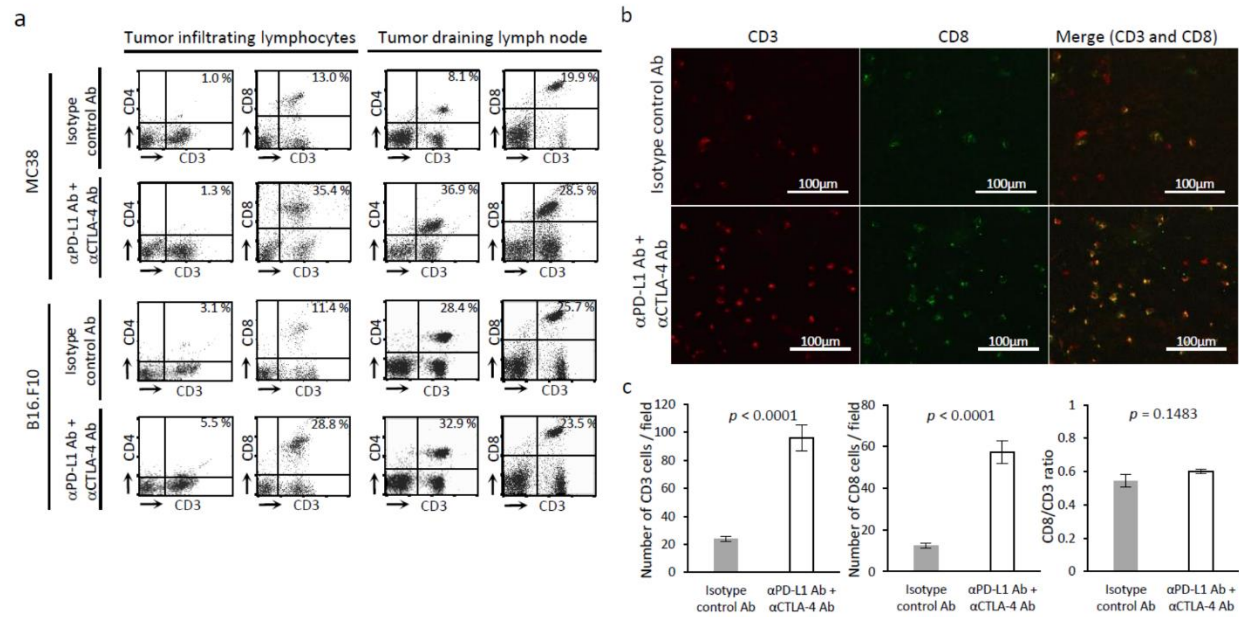 a
Tumor infiltrating lymphocytes
Tumor draining lymph node
MC38
Isotype
control Ab
CD4
1.0 %
CD3
CD8
13.0 %
CD3
CD4
8.1 %
CD3
CD8
19.9 %
CD3
αPD-L1 Ab +
αCTLA-4 Ab
CD4
1.3 %
CD3
CD8
35.4 %
CD3
CD4
36.9 %
CD3
CD8
28.5 %
CD3
B16.F10
Isotype
control Ab
CD4
3.1 %
CD3
CD8
11.4 %
CD3
CD4
28.4 %
CD3
CD8
25.7 %
CD3
αPD-L1 Ab +
αCTLA-4 Ab
CD4
5.5 %
CD3
CD8
28.8 %
CD3
CD4
32.9 %
CD3
CD8
23.5 %
CD3
b
CD3
CD8
Merge (CD3 and CD8)
Isotype control Ab
100μm
100μm
100μm
αPD-L1 Ab +
αCTLA-4 Ab
100μm
100μm
100μm
c
Number of CD3 cells / field
120
100
80
60
40
20
0
p < 0.0001
Isotype
control Ab
αPD-L1 Ab +
αCTLA-4 Ab
Number of CD8 cells / field
80
60
40
20
0
p < 0.0001
Isotype
control Ab
αPD-L1 Ab +
αCTLA-4 Ab
CD8/CD3 ratio
1
0.8
0.6
0.4
0.2
0
p = 0.1483
Isotype
control Ab
αPD-L1 Ab +
αCTLA-4 Ab